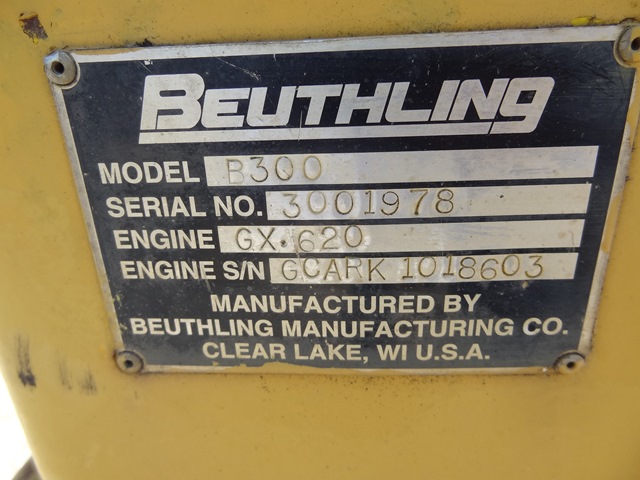 BEUTHLING
MODEL B300
SERIAL NO. 3001978
ENGINE GX.620
ENGINE S/N GCARK 1018603
MANUFACTURED BY
BEUTHLING MANUFACTURING CO.
CLEAR LAKE, WI U.S.A.